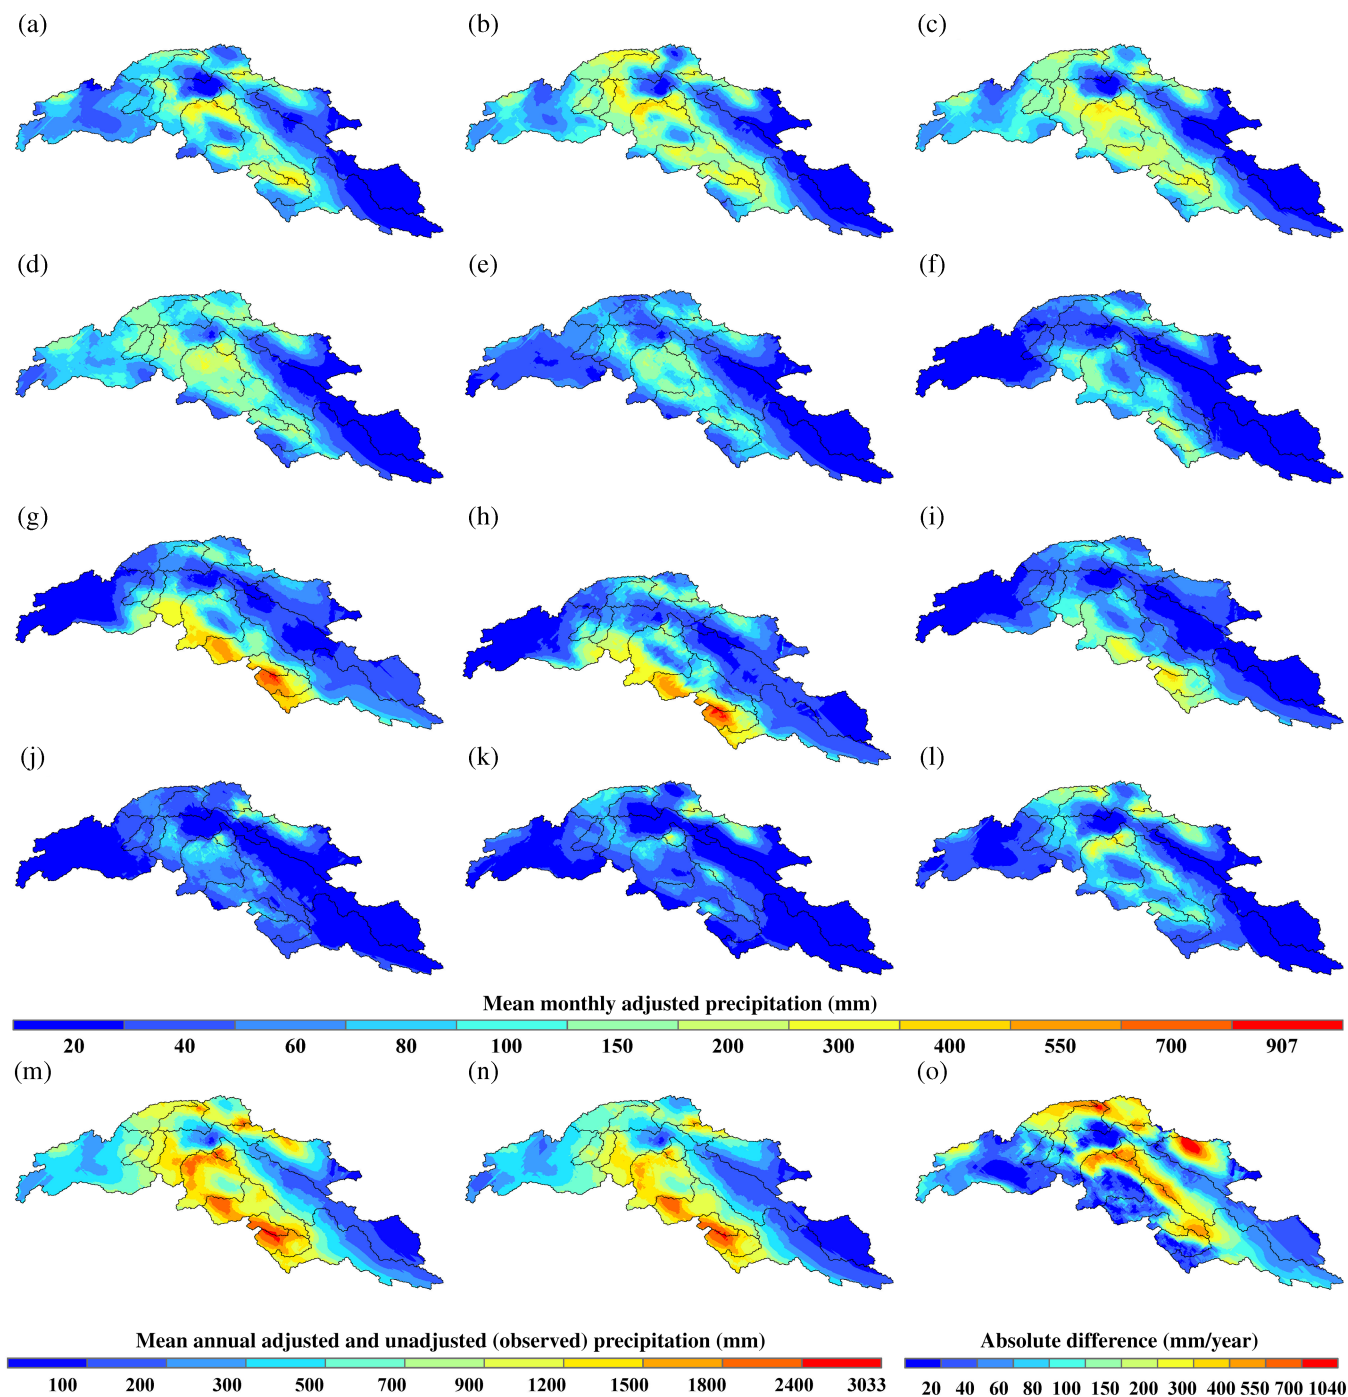 (a) (b) (c)
(d) (e) (f)
(g) (h) (i)
(j) (k) (l)
Mean monthly adjusted precipitation (mm)
20 40 60 80 100 150 200 300 400 550 700 907
(m) (n) (o)
Mean annual adjusted and unadjusted (observed) precipitation (mm)
100 200 300 500 700 900 1200 1500 1800 2400 3033
Absolute difference (mm/year)
20 40 60 80 100 150 200 300 400 550 700 1040